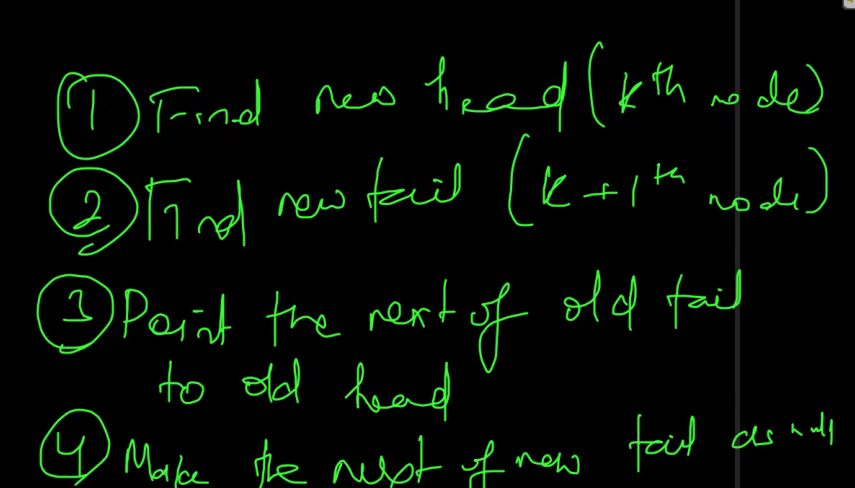 1 Find new head (kth node)
2 Find new tail (k+1th node)
3 Point the next of old tail
to old head
4 Make the next of new tail as null